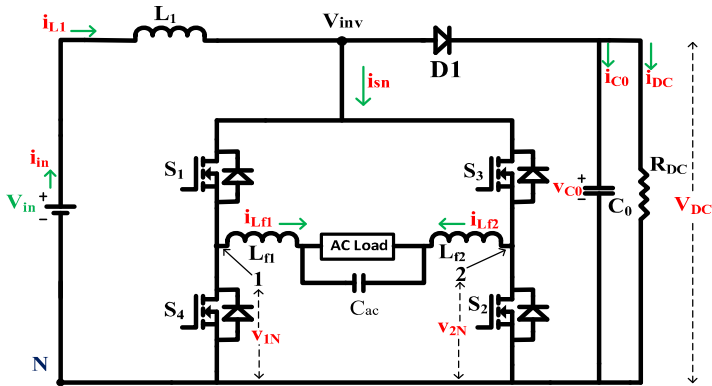 L1
iL1
Vinv
D1
isn
iC0
iDC
S1
S3
iin
Vin
+
−
vC0
+
−
C0
RDC
VDC
iLf1
AC Load
iLf2
Lf1
Lf2
1
2
Cac
S4
S2
v1N
v2N
N